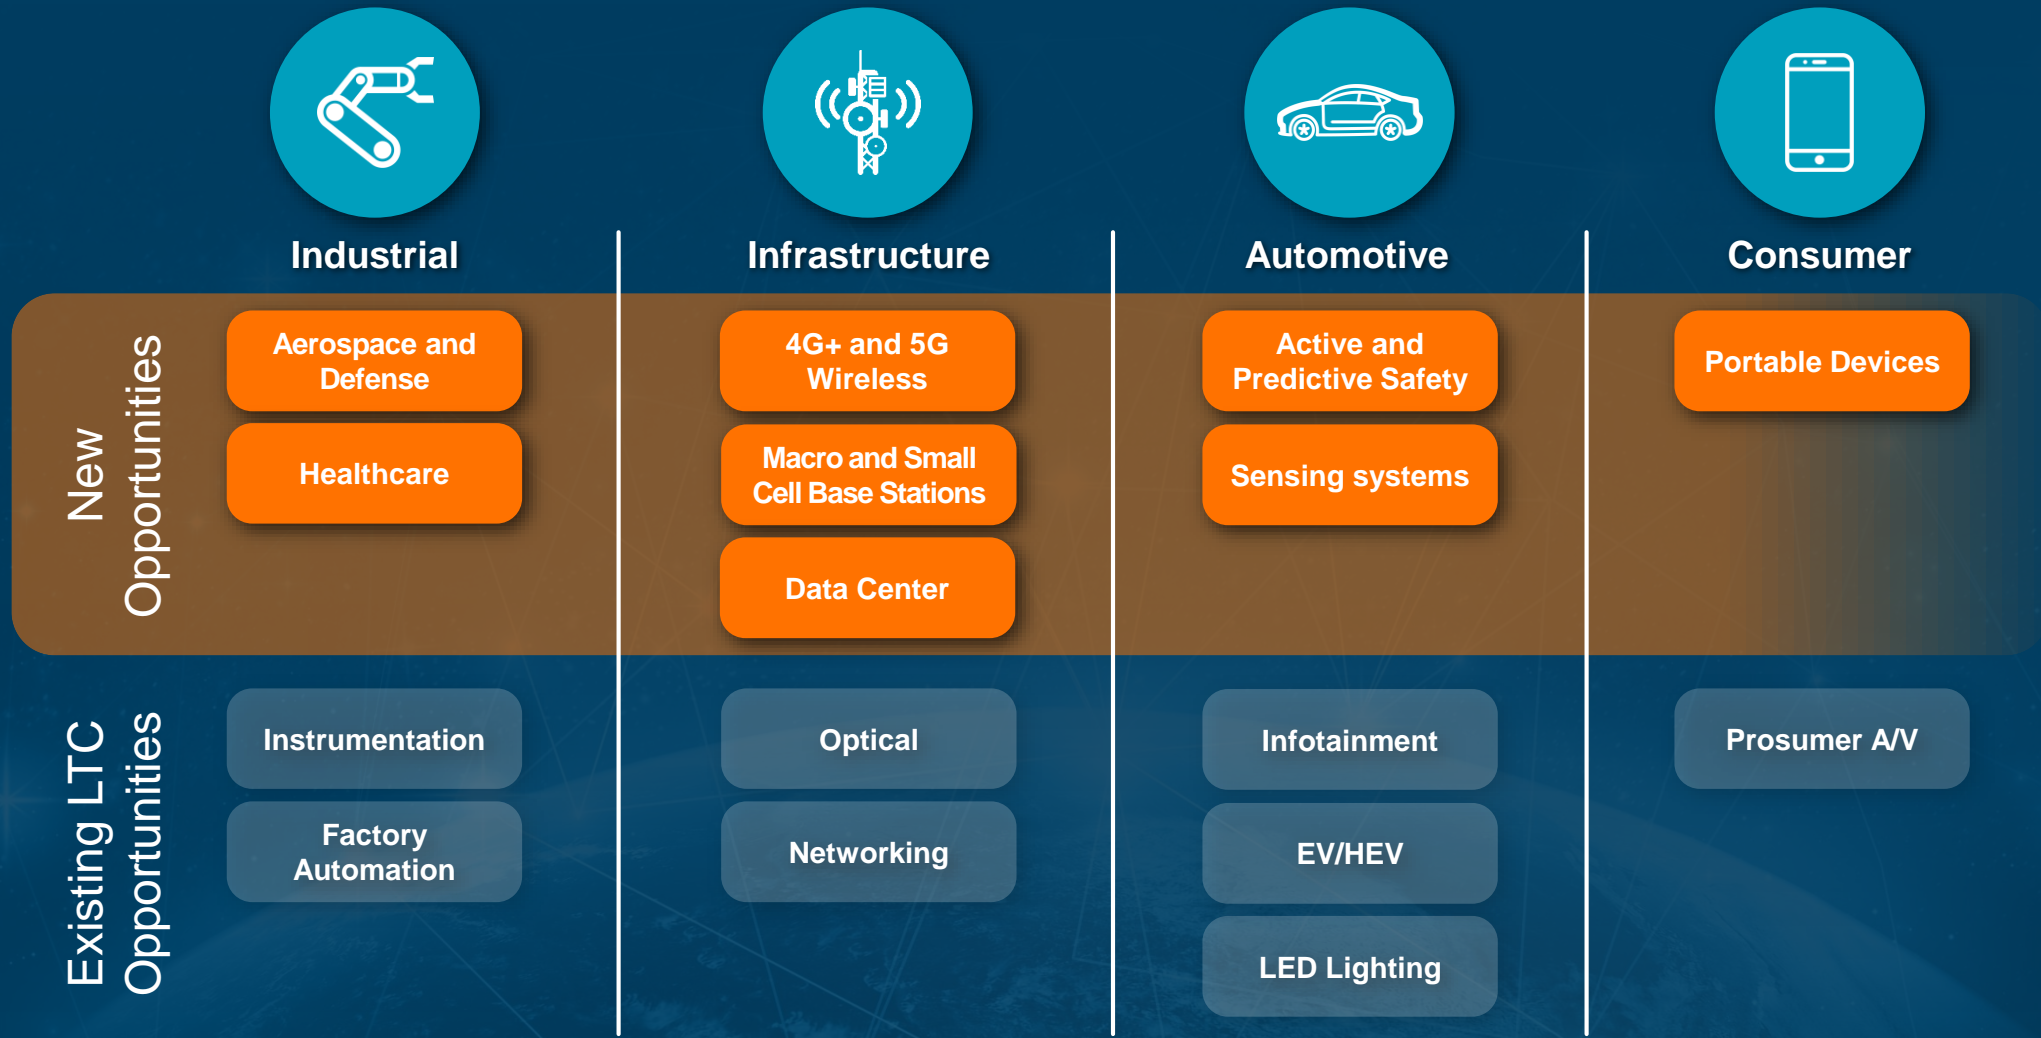 Industrial
Infrastructure
Automotive
Consumer
New
Opportunities
Aerospace and
Defense
Healthcare
4G+ and 5G
Wireless
Macro and Small
Cell Base Stations
Data Center
Active and
Predictive Safety
Sensing systems
Portable Devices
Existing LTC
Opportunities
Instrumentation
Factory
Automation
Optical
Networking
Infotainment
EV/HEV
LED Lighting
Prosumer A/V